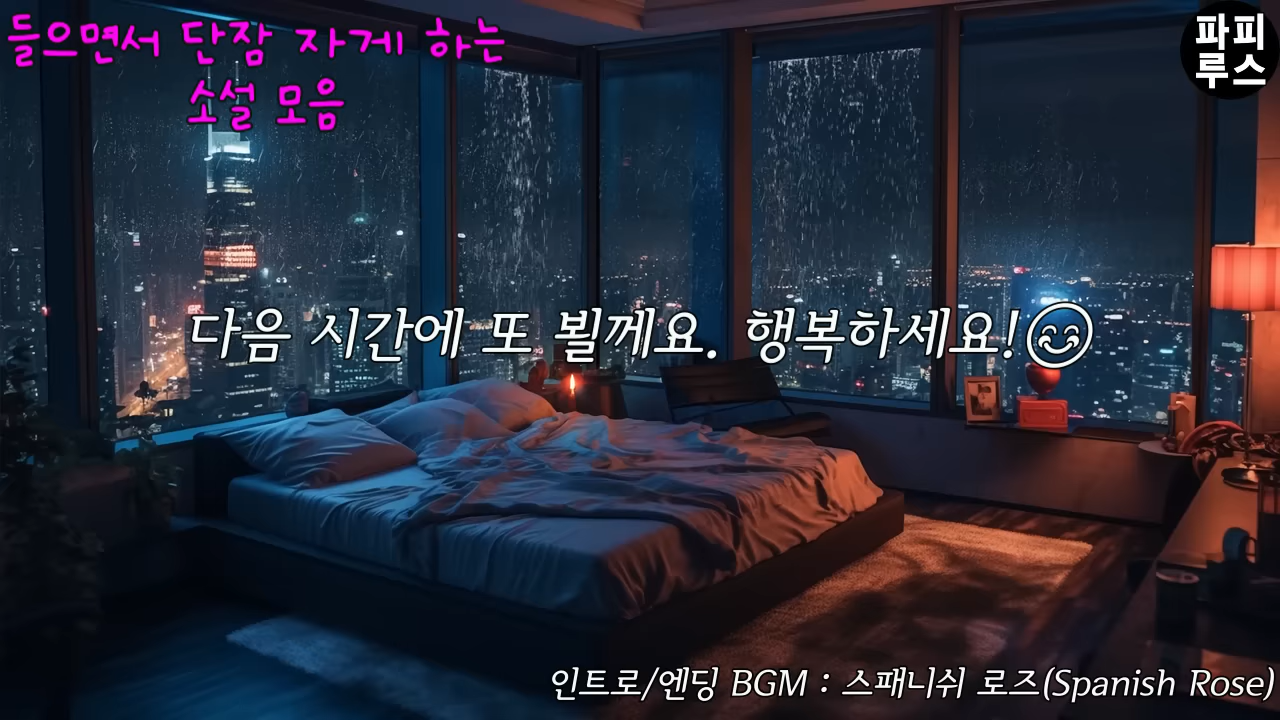 들으면서 단잠 자게 하는
소설 모음
파피
루스
다음 시간에 또 뵐께요. 행복하세요!😊
인트로/엔딩 BGM : 스패니쉬 로즈(Spanish Rose)